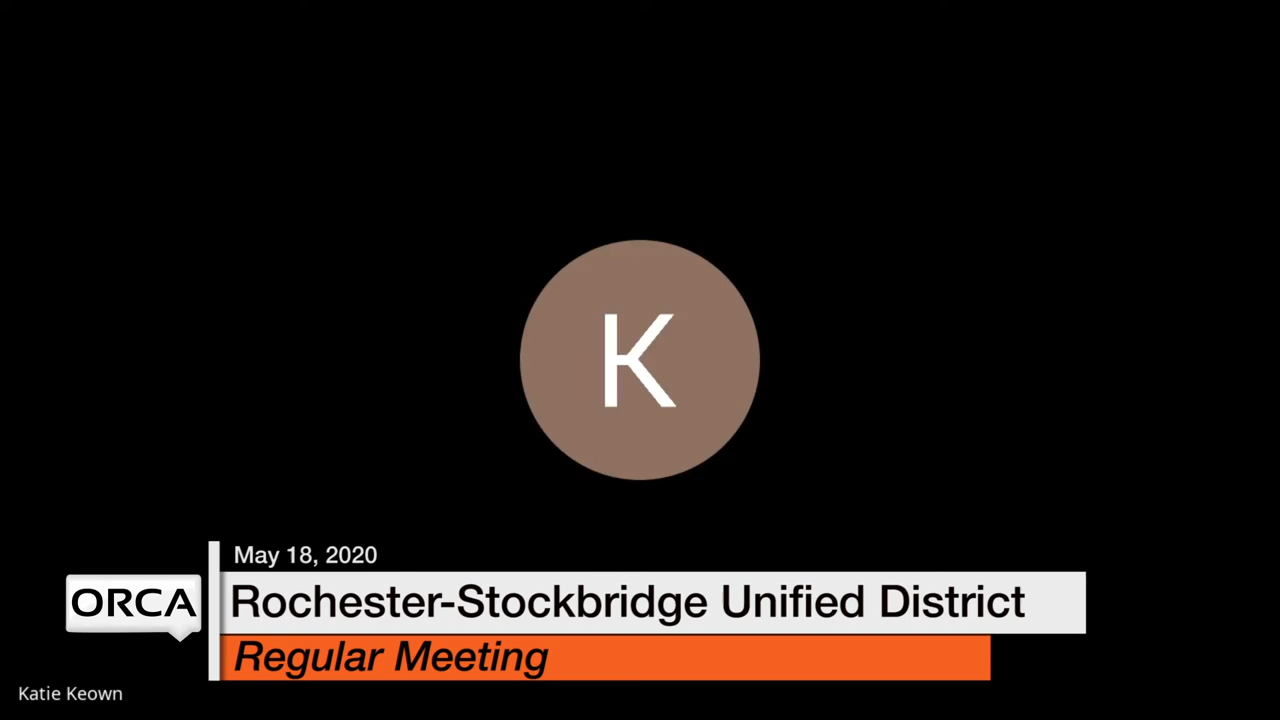 K
May 18, 2020
ORCA
Rochester-Stockbridge Unified District
Regular Meeting
Katie Keown